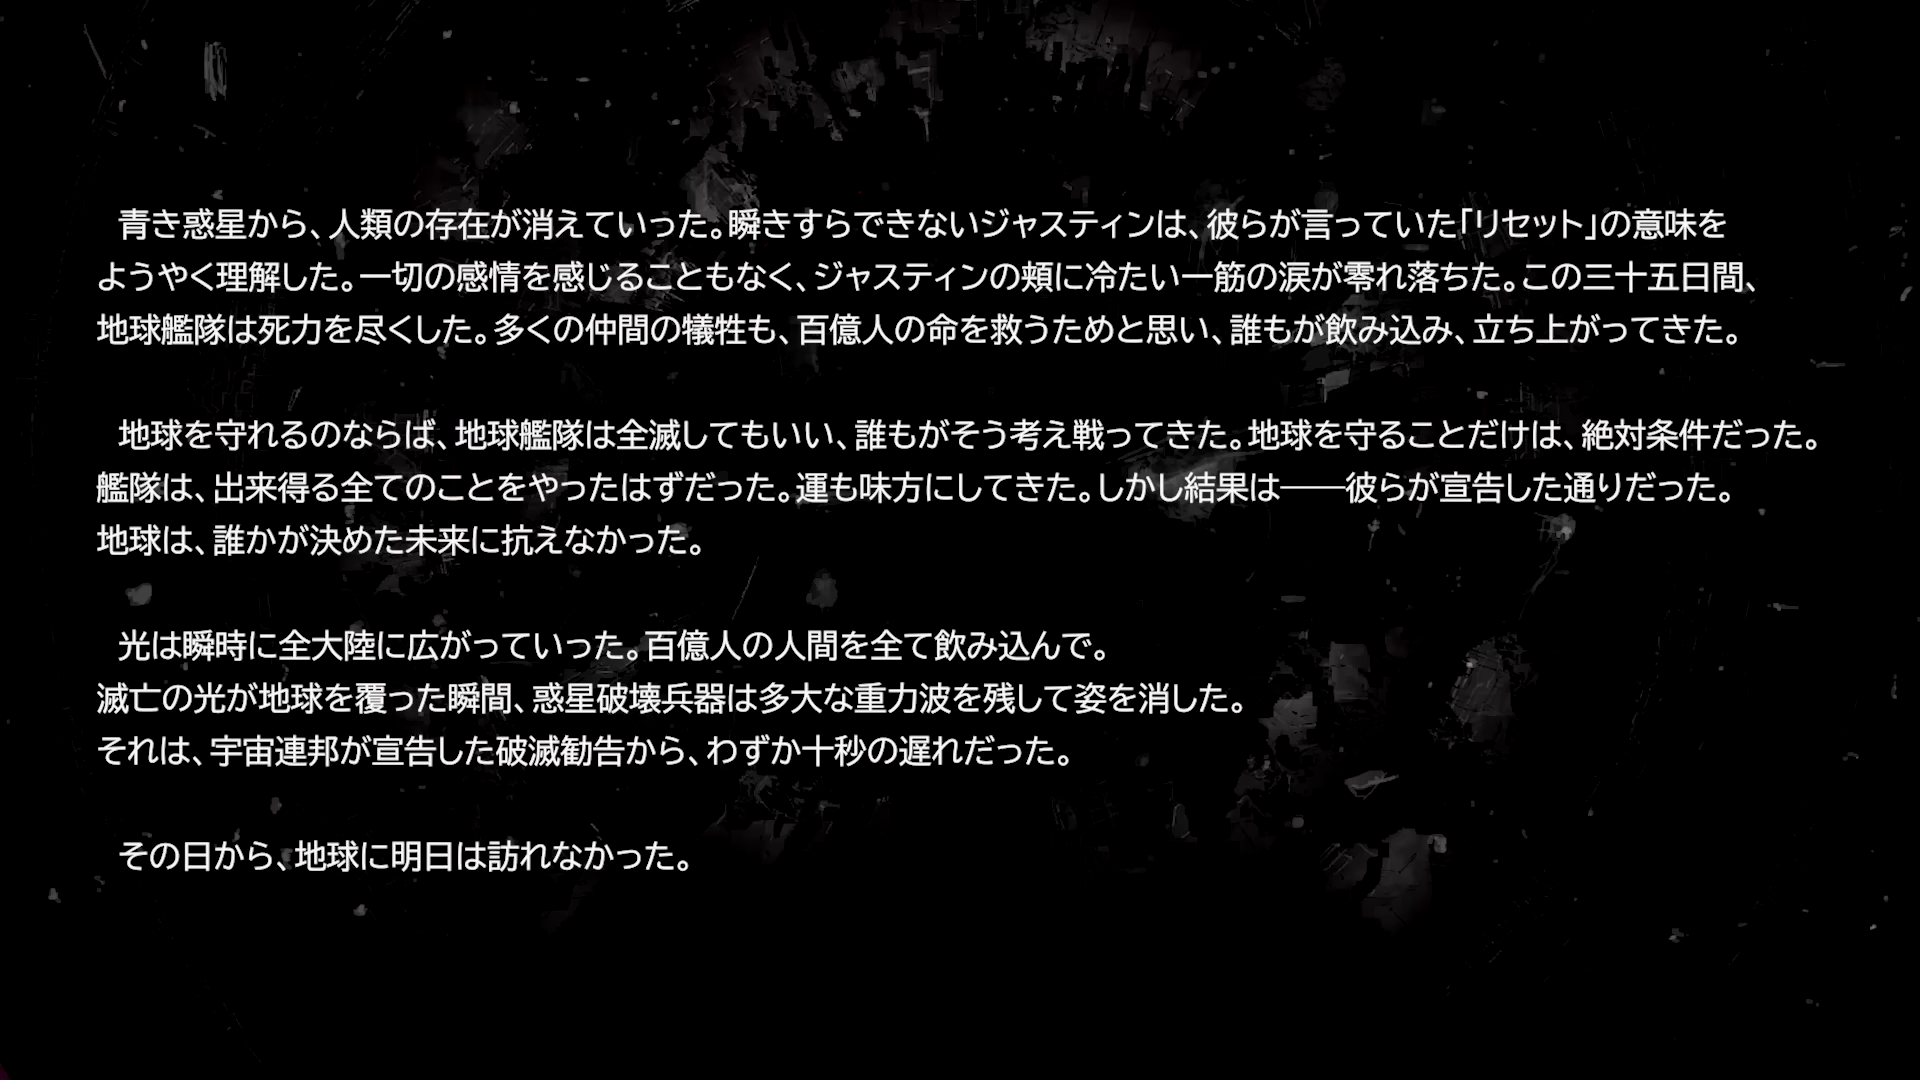 青き惑星から、人類の存在が消えていった。瞬きすらできないジャスティンは、彼らが言っていた「リセット」の意味を
ようやく理解した。一切の感情を感じることもなく、ジャスティンの頬に冷たい一筋の涙が零れ落ちた。この三十五日間、
地球艦隊は死力を尽くした。多くの仲間の犠牲も、百億人の命を救うためと思い、誰もが飲み込み、立ち上がってきた。
地球を守れるのならば、地球艦隊は全滅してもいい、誰もがそう考え戦ってきた。地球を守ることだけは、絶対条件だった。
艦隊は、出来得る全てのことをやったはずだった。運も味方にしてきた。しかし結果は――彼らが宣告した通りだった。
地球は、誰かが決めた未来に抗えなかった。
光は瞬時に全大陸に広がっていった。百億人の人間を全て飲み込んで。
滅亡の光が地球を覆った瞬間、惑星破壊兵器は多大な重力波を残して姿を消した。
それは、宇宙連邦が宣告した破滅勧告から、わずか十秒の遅れだった。
その日から、地球に明日は訪れなかった。